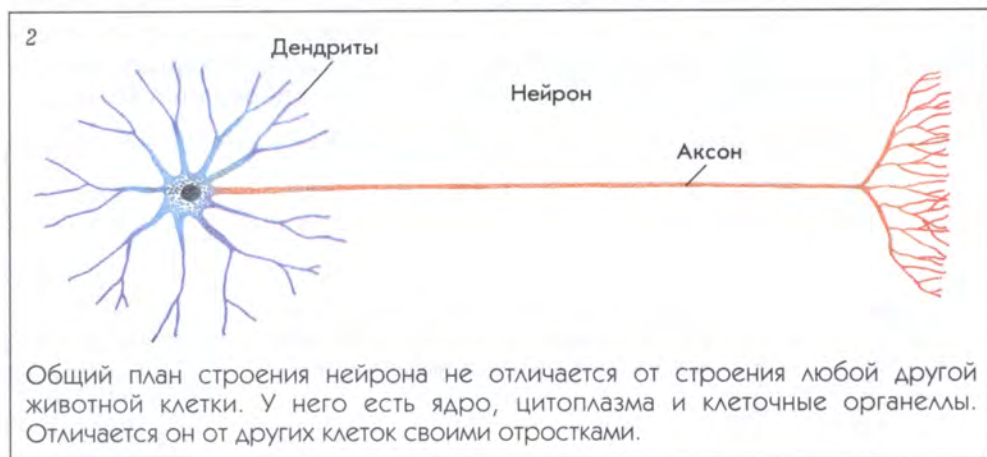 2
Дендриты
Нейрон
Аксон
Общий план строения нейрона не отличается от строения любой другой
животной клетки. У него есть ядро, цитоплазма и клеточные органеллы.
Отличается он от других клеток своими отростками.